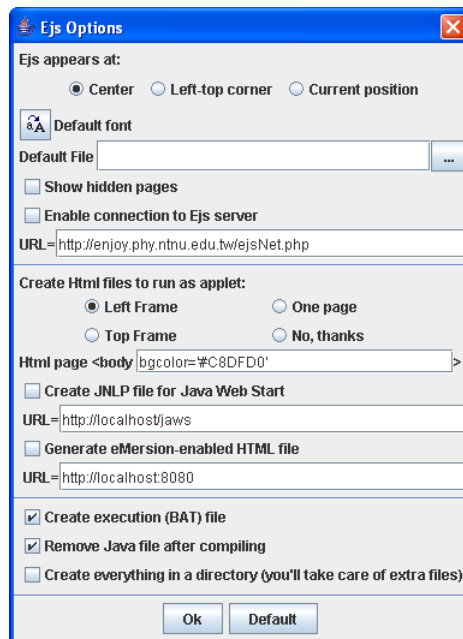 Ejs Options
Ejs appears at:
Center Left-top corner Current position
aA Default font
Default File ...
Show hidden pages
Enable connection to Ejs server
URL= http://enjoy.phy.ntnu.edu.tw/ejsNet.php
Create Html files to run as applet:
Left Frame One page
Top Frame No, thanks
Html page <body bgcolor='#C8DFD0' >
Create JNLP file for Java Web Start
URL= http://localhost/jaws
Generate eMersion-enabled HTML file
URL= http://localhost:8080
Create execution (BAT) file
Remove Java file after compiling
Create everything in a directory (you'll take care of extra files)
Ok Default